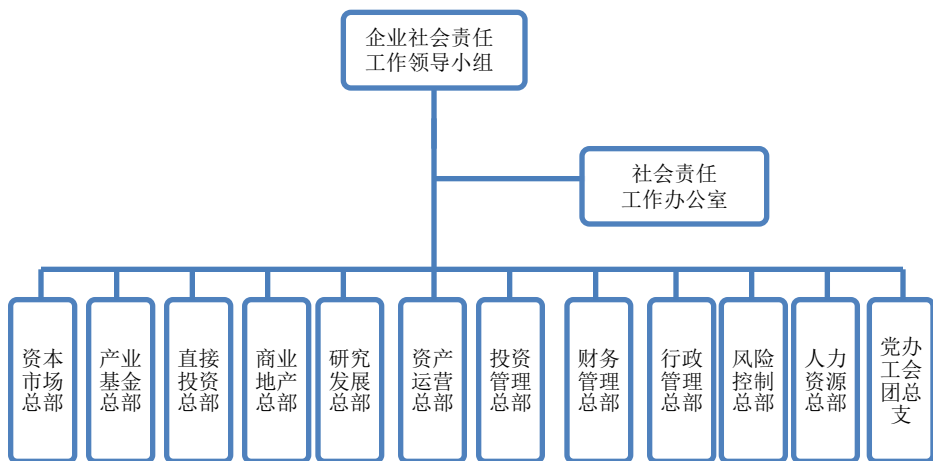 企业社会责任
工作领导小组
社会责任
工作办公室
资本
市场
总部
产业
基金
总部
直接
投资
总部
商业
地产
总部
研究
发展
总部
资产
运营
总部
投资
管理
总部
财务
管理
总部
行政
管理
总部
风险
控制
总部
人力
资源
总部
党办
工会
团总
支